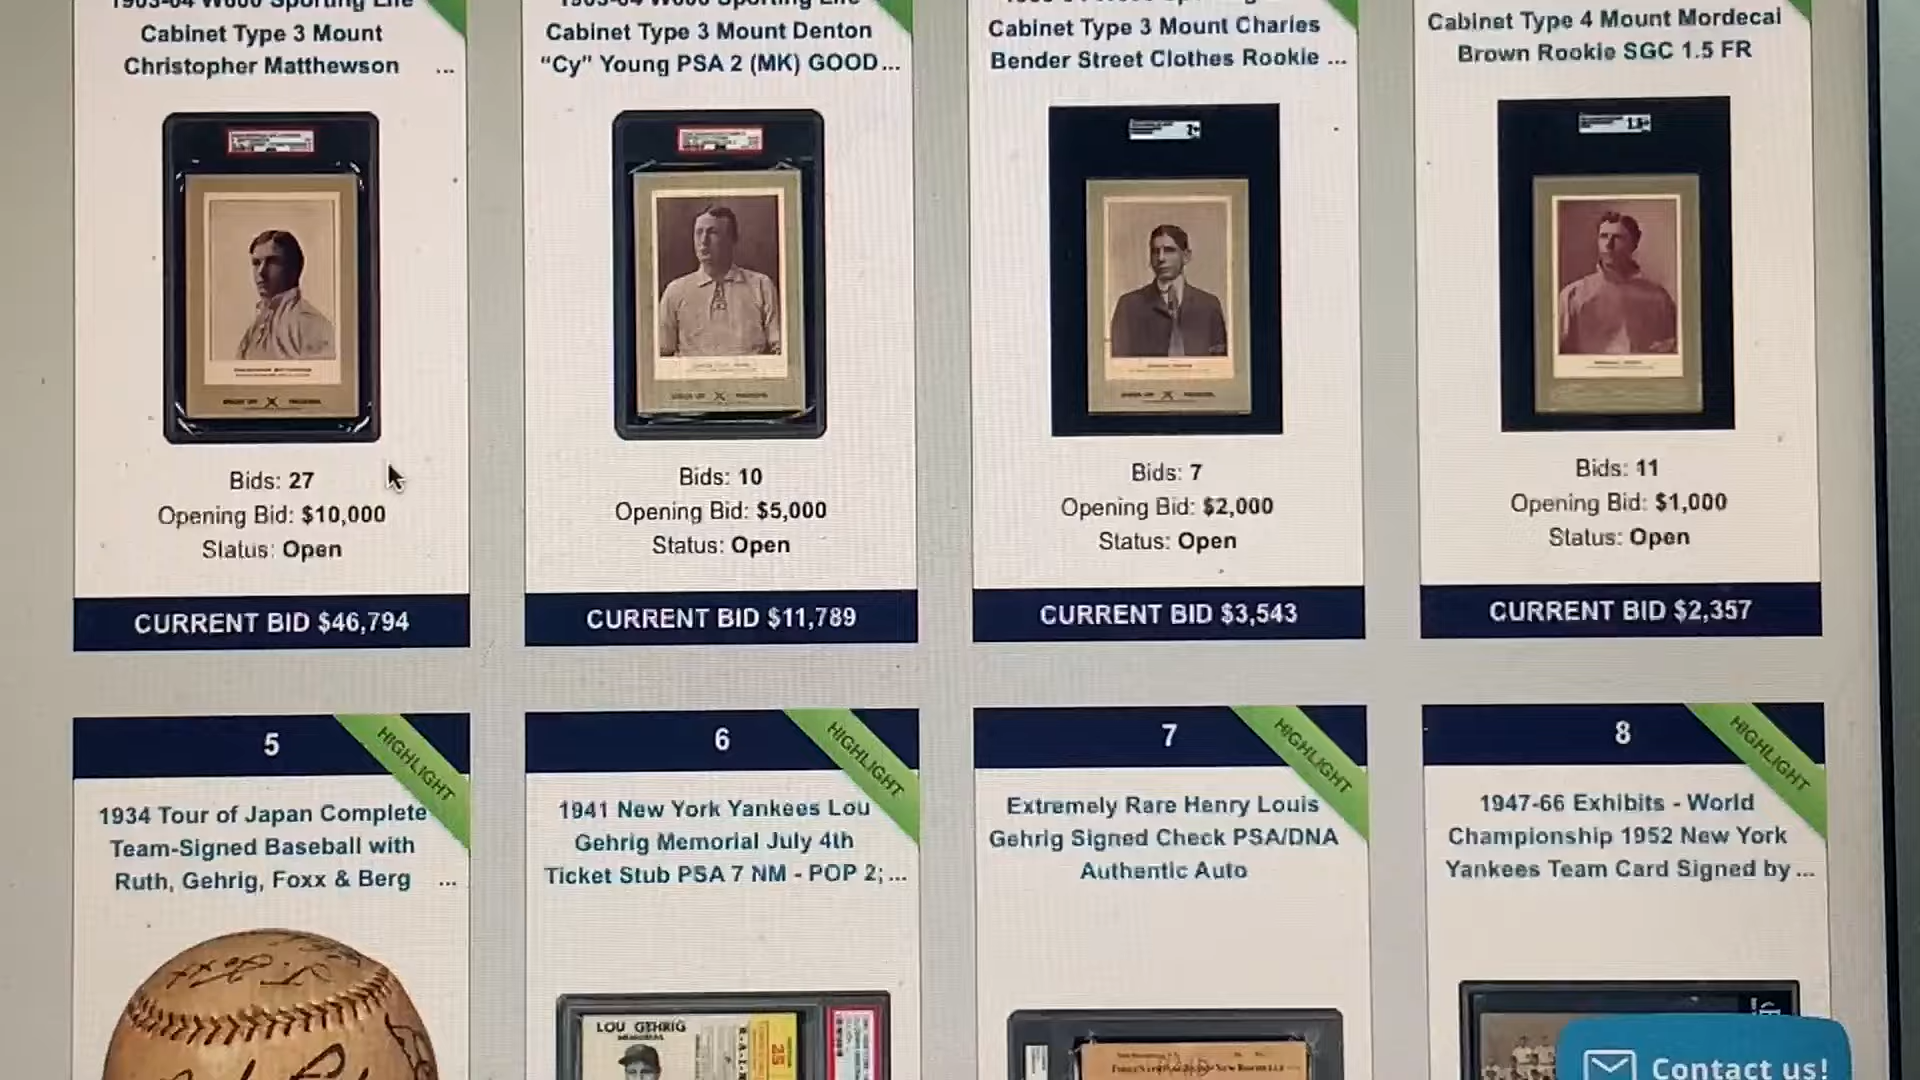 Cabinet Type 3 Mount
Christopher Matthewson ...
Bids: 27
Opening Bid: $10,000
Status: Open
CURRENT BID $46,794
Cabinet Type 3 Mount Denton
“Cy” Young PSA 2 (MK) GOOD...
Bids: 10
Opening Bid: $5,000
Status: Open
CURRENT BID $11,789
Cabinet Type 3 Mount Charles
Bender Street Clothes Rookie ...
Bids: 7
Opening Bid: $2,000
Status: Open
CURRENT BID $3,543
Cabinet Type 4 Mount Mordecai
Brown Rookie SGC 1.5 FR
Bids: 11
Opening Bid: $1,000
Status: Open
CURRENT BID $2,357
5
HIGHLIGHT
1934 Tour of Japan Complete
Team-Signed Baseball with
Ruth, Gehrig, Foxx & Berg ...
6
HIGHLIGHT
1941 New York Yankees Lou
Gehrig Memorial July 4th
Ticket Stub PSA 7 NM - POP 2; ...
LOU GEHRIG
MEMORIAL
7
HIGHLIGHT
Extremely Rare Henry Louis
Gehrig Signed Check PSA/DNA
Authentic Auto
8
HIGHLIGHT
1947-66 Exhibits - World
Championship 1952 New York
Yankees Team Card Signed by ...
Contact us!